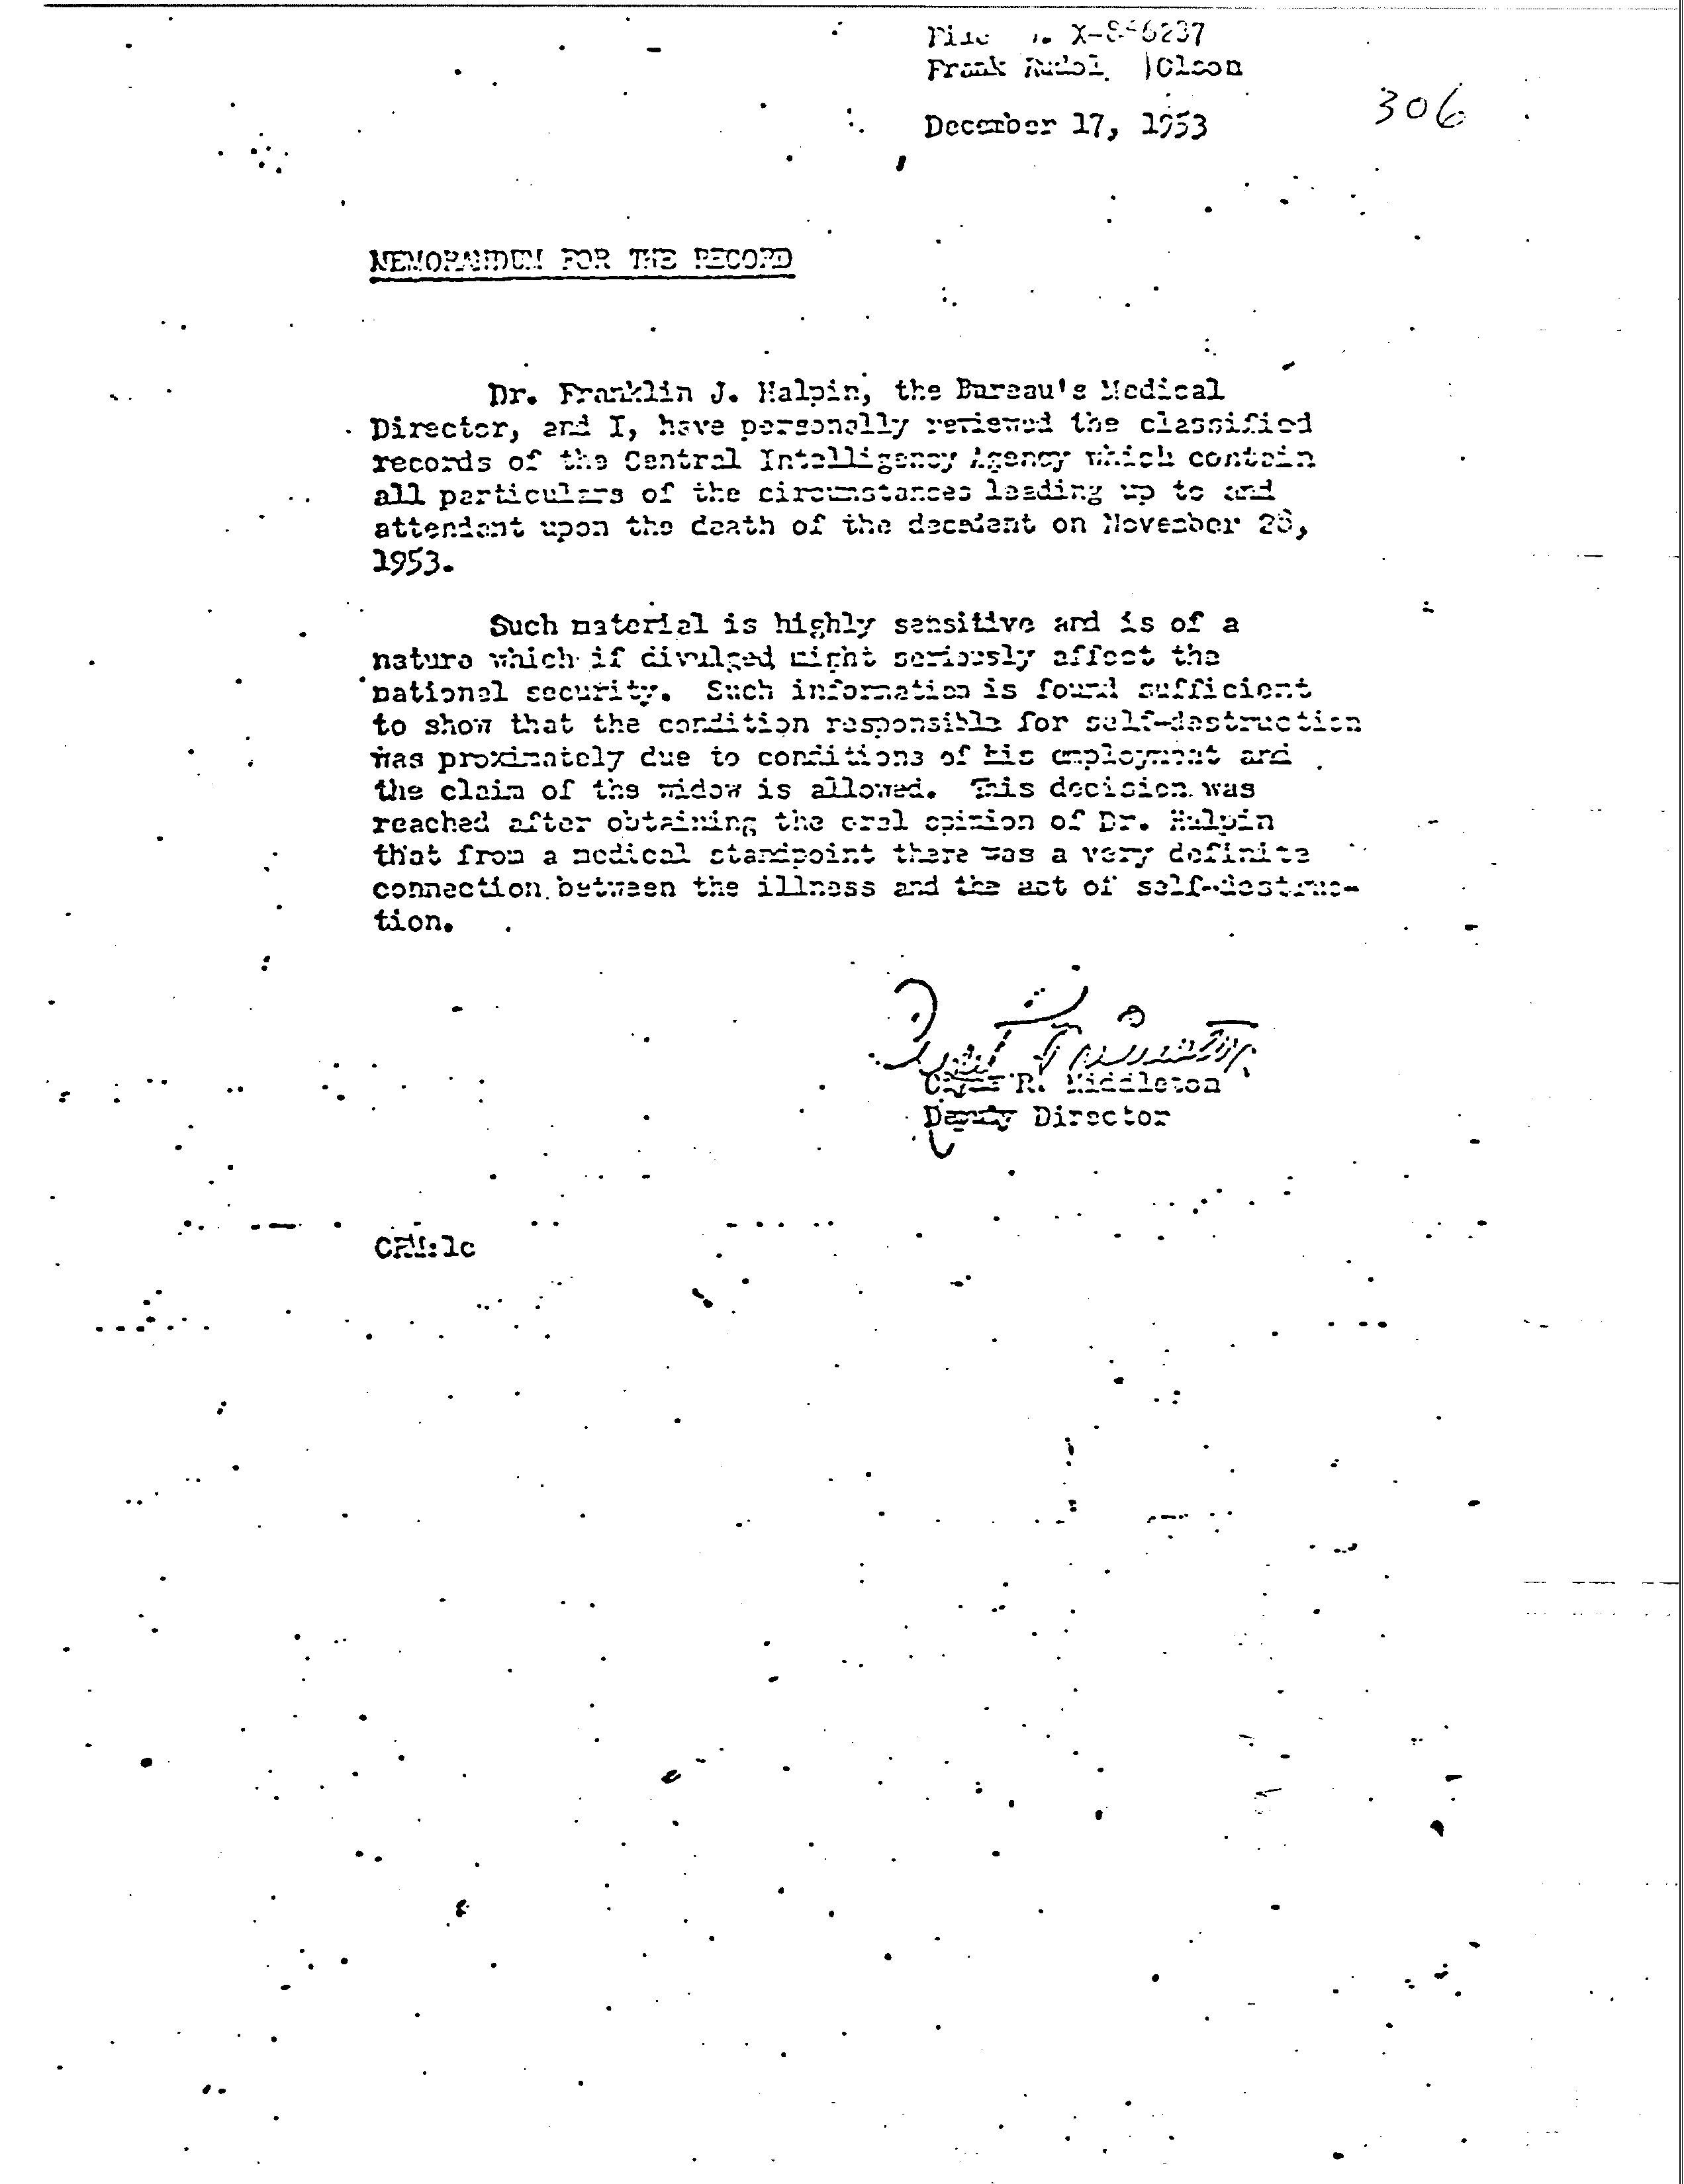 File X-
Frank Olson
306
December 17, 1953
MEMORANDUM FOR THE RECORD
Dr. Franklin J. Halpin, the Bureau's Medical
Director, and I, have personally reviewed the classified
records of the Central Intelligency Agency which contain
all particulars of the circumstances leading up to and
attendant upon the death of the decedent on November 28,
1953.
Such material is highly sensitive and is of a
nature which if divulged might seriously affect the
national security. Such information is found sufficient
to show that the condition responsible for self-destruction
was proximately due to conditions of his employment and
the claim of the widow is allowed. This decision was
reached after obtaining the oral opinion of Dr. Halpin
that from a medical standpoint there was a very definite
connection between the illness and the act of self-destruc-
tion.
R. Middleton
Deputy Director
CRM:lc